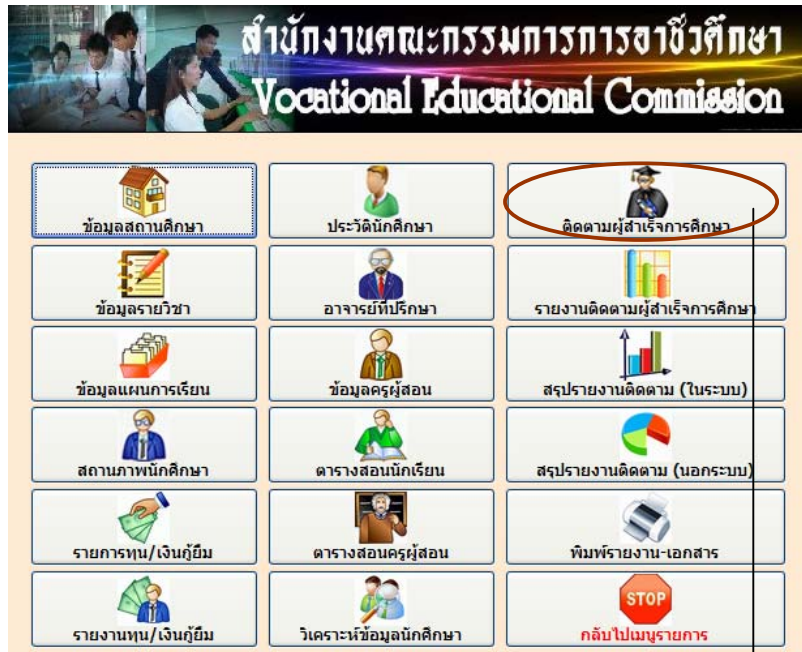 สำนักงานคณะกรรมการการอาชีวศึกษา
Vocational Educational Commission
ข้อมูลสถานศึกษา
ประวัตินักศึกษา
ติดตามผู้สำเร็จการศึกษา
ข้อมูลรายวิชา
อาจารย์ที่ปรึกษา
รายงานติดตามผู้สำเร็จการศึกษา
ข้อมูลแผนการเรียน
ข้อมูลครูผู้สอน
สรุปรายงานติดตาม (ในระบบ)
สถานภาพนักศึกษา
ตารางสอนนักเรียน
สรุปรายงานติดตาม (นอกระบบ)
รายการทุน/เงินกู้ยืม
ตารางสอนครูผู้สอน
พิมพ์รายงาน-เอกสาร
รายงานทุน/เงินกู้ยืม
วิเคราะห์ข้อมูลนักศึกษา
STOP
กลับไปเมนูรายการ